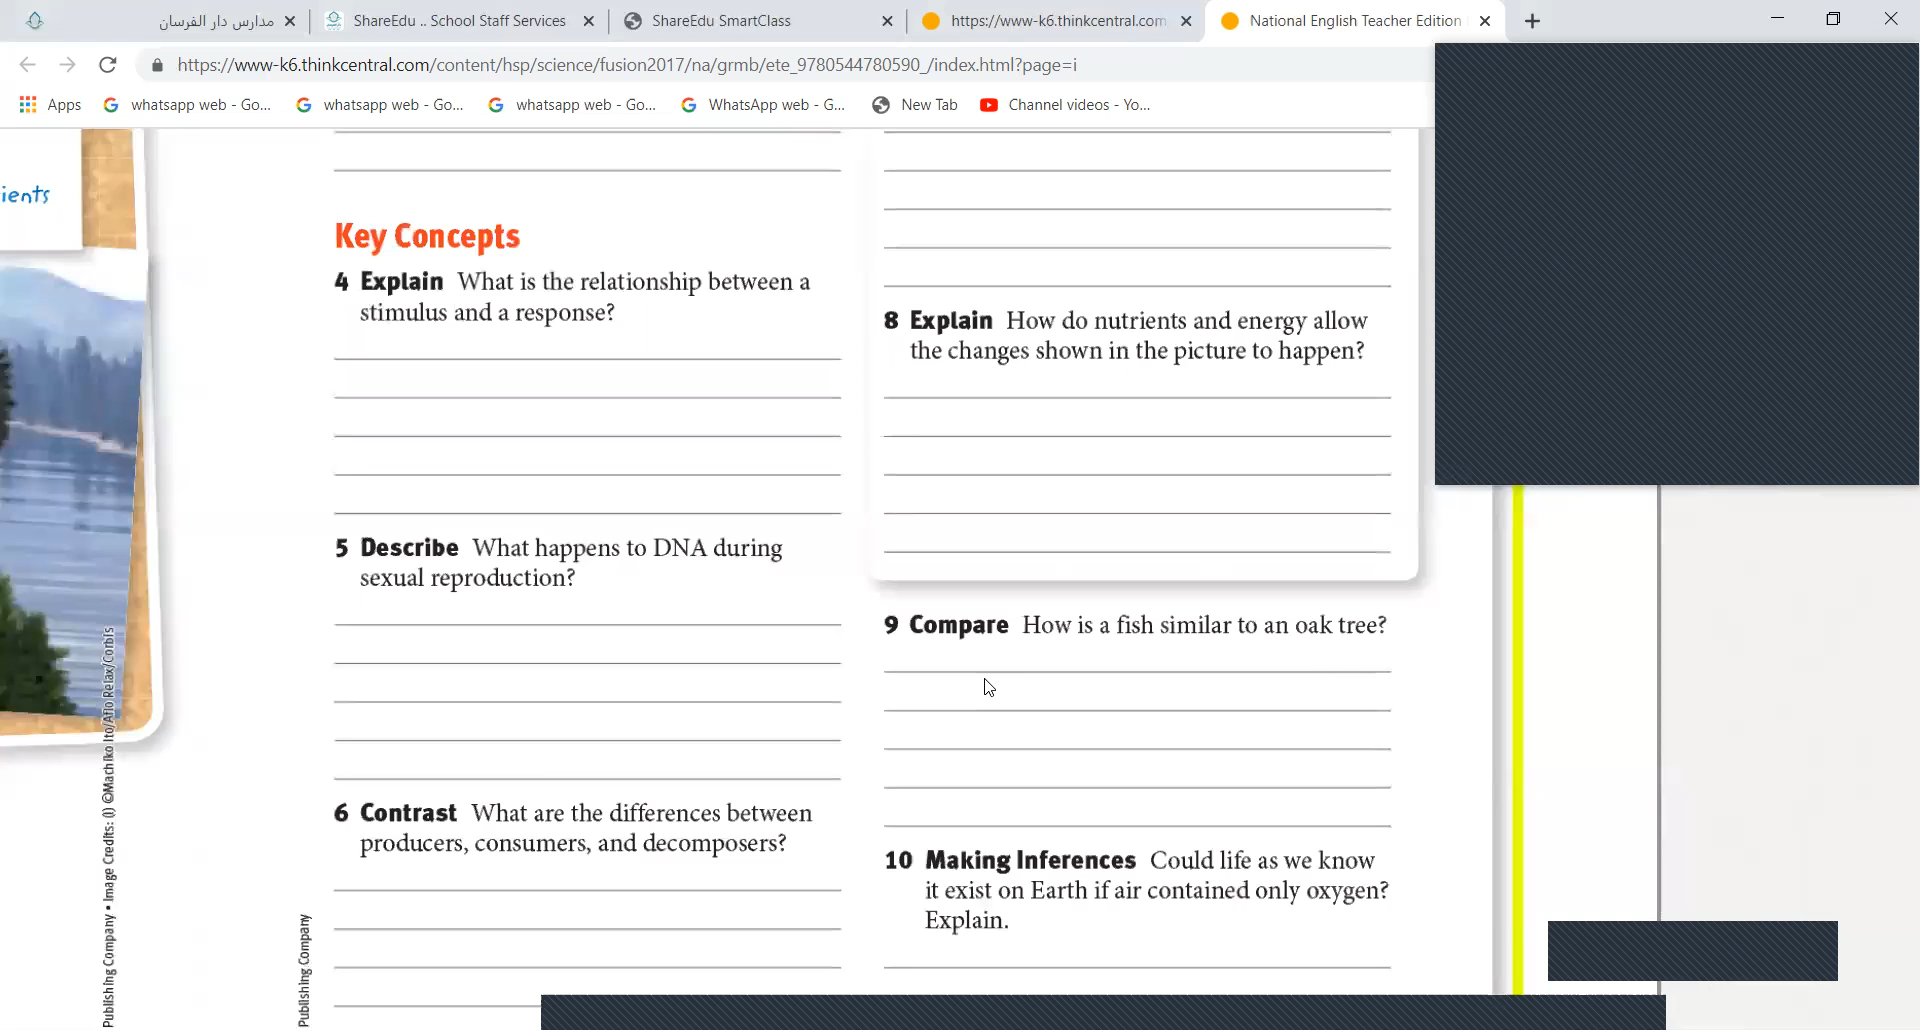 مدارس دار الفرسان
ShareEdu .. School Staff Services
ShareEdu SmartClass
https://www-k6.thinkcentral.com
National English Teacher Edition
https://www-k6.thinkcentral.com/content/hsp/science/fusion2017/na/grmb/ete_9780544780590_/index.html?page=i
Apps
whatsapp web - Go...
whatsapp web - Go...
whatsapp web - Go...
WhatsApp web - G...
New Tab
Channel videos - Yo...
ients
Publishing Company • Image Credits: (l) ©Machiko Ito/Aflo Relax/Corbis
Publishing Company
Key Concepts
4 Explain What is the relationship between a
stimulus and a response?
5 Describe What happens to DNA during
sexual reproduction?
6 Contrast What are the differences between
producers, consumers, and decomposers?
8 Explain How do nutrients and energy allow
the changes shown in the picture to happen?
9 Compare How is a fish similar to an oak tree?
10 Making Inferences Could life as we know
it exist on Earth if air contained only oxygen?
Explain.